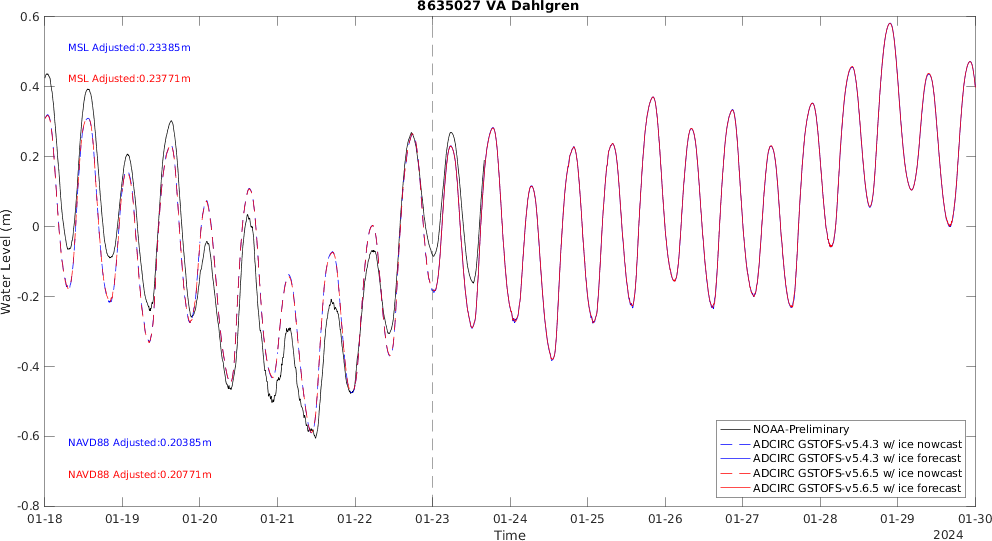 8635027 VA Dahlgren
0.6
0.4
0.2
0
-0.2
-0.4
-0.6
-0.8
Water Level (m)
MSL Adjusted:0.23385m
MSL Adjusted:0.23771m
NAVD88 Adjusted:0.20385m
NAVD88 Adjusted:0.20771m
NOAA-Preliminary
ADCIRC GSTOFS-v5.4.3 w/ ice nowcast
ADCIRC GSTOFS-v5.4.3 w/ ice forecast
ADCIRC GSTOFS-v5.6.5 w/ ice nowcast
ADCIRC GSTOFS-v5.6.5 w/ ice forecast
01-18 01-19 01-20 01-21 01-22 01-23 01-24 01-25 01-26 01-27 01-28 01-29 01-30
Time
2024